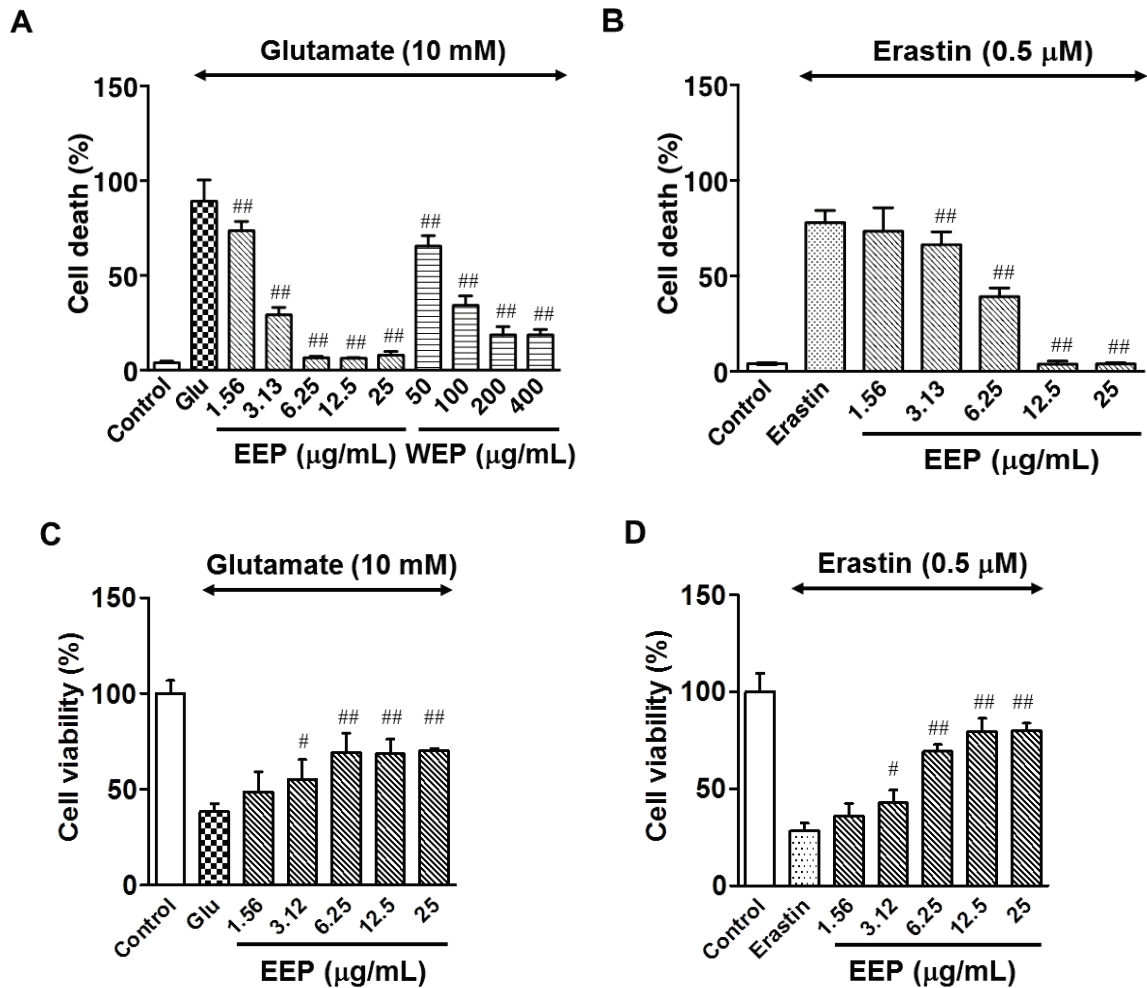 A
Glutamate (10 mM)
Cell death (%)
150
100
50
0
##
##
##
##
##
##
##
##
##
Control
Glu
1.56
3.13
6.25
12.5
25
50
100
200
400
EEP (μg/mL)
WEP (μg/mL)
B
Erastin (0.5 μM)
Cell death (%)
150
100
50
0
##
##
##
##
Control
Erastin
1.56
3.13
6.25
12.5
25
EEP (μg/mL)
C
Glutamate (10 mM)
Cell viability (%)
150
100
50
0
#
##
##
##
Control
Glu
1.56
3.12
6.25
12.5
25
EEP (μg/mL)
D
Erastin (0.5 μM)
Cell viability (%)
150
100
50
0
#
##
##
##
Control
Erastin
1.56
3.12
6.25
12.5
25
EEP (μg/mL)